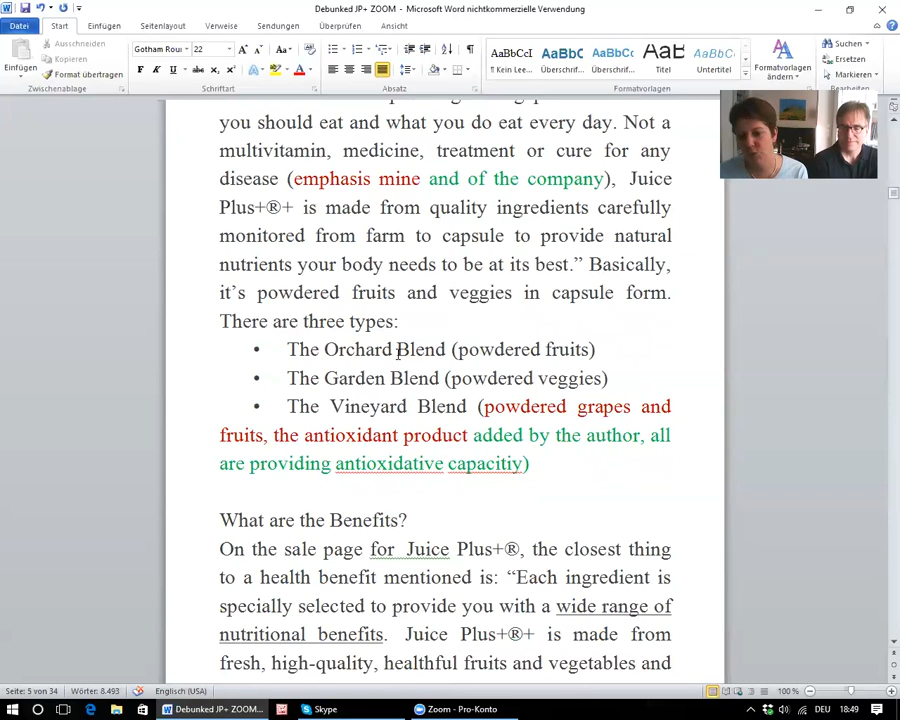 Debunked JP+ ZOOM - Microsoft Word nichtkommerzielle Verwendung
Datei Start Einfügen Seitenlayout Verweise Sendungen Überprüfen Ansicht
Einfügen
Ausschneiden
Kopieren
Format übertragen
Zwischenablage
Gotham Roun 22
Schriftart
Absatz
AaBbCcI AaBbC AaBbCc AaB AaBbCc.
¶ Kein Leer... Überschrif... Überschrif... Titel Untertitel
Formatvorlagen
ändern
Formatvorlagen
Suchen
Ersetzen
Markieren
Bearbeiten
you should eat and what you do eat every day. Not a
multivitamin, medicine, treatment or cure for any
disease (emphasis mine and of the company), Juice
Plus+®+ is made from quality ingredients carefully
monitored from farm to capsule to provide natural
nutrients your body needs to be at its best.” Basically,
it’s powdered fruits and veggies in capsule form.
There are three types:
• The Orchard Blend (powdered fruits)
• The Garden Blend (powdered veggies)
• The Vineyard Blend (powdered grapes and
fruits, the antioxidant product added by the author, all
are providing antioxidative capacitiy)
What are the Benefits?
On the sale page for Juice Plus+®, the closest thing
to a health benefit mentioned is: “Each ingredient is
specially selected to provide you with a wide range of
nutritional benefits. Juice Plus+®+ is made from
fresh, high-quality, healthful fruits and vegetables and
Seite: 5 von 34 Wörter: 8.493 Englisch (USA) 100 %
Debunked JP+ ZOOM... Skype Zoom - Pro-Konto DEU 18:49